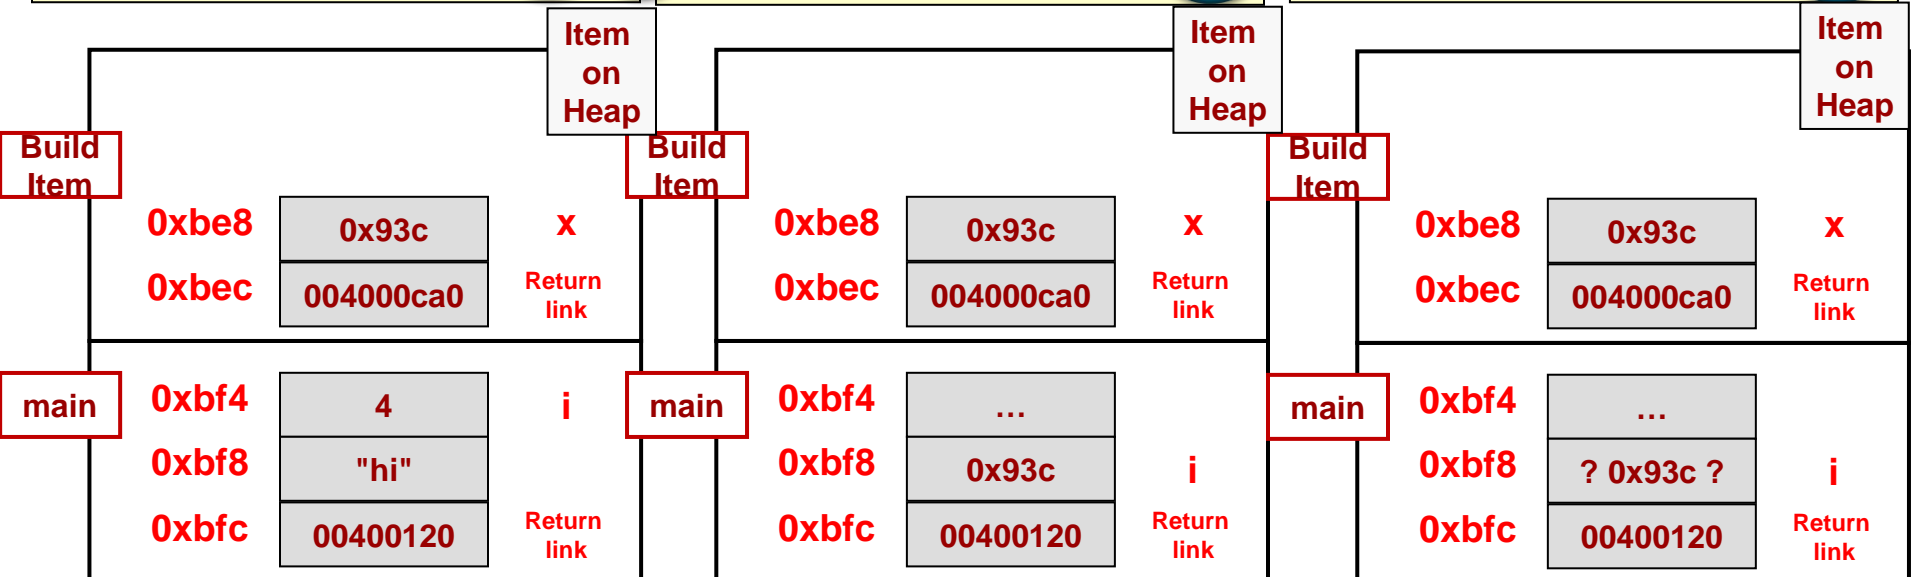 Item
on
Heap
Build
Item
0xbe8 0x93c x
0xbec 004000ca0 Return
link
main 0xbf4 4 i
0xbf8 "hi"
0xbfc 00400120 Return
link
Item
on
Heap
Build
Item
0xbe8 0x93c x
0xbec 004000ca0 Return
link
main 0xbf4 ...
0xbf8 0x93c i
0xbfc 00400120 Return
link
Item
on
Heap
Build
Item
0xbe8 0x93c x
0xbec 004000ca0 Return
link
main 0xbf4 ...
0xbf8 ? 0x93c ? i
0xbfc 00400120 Return
link